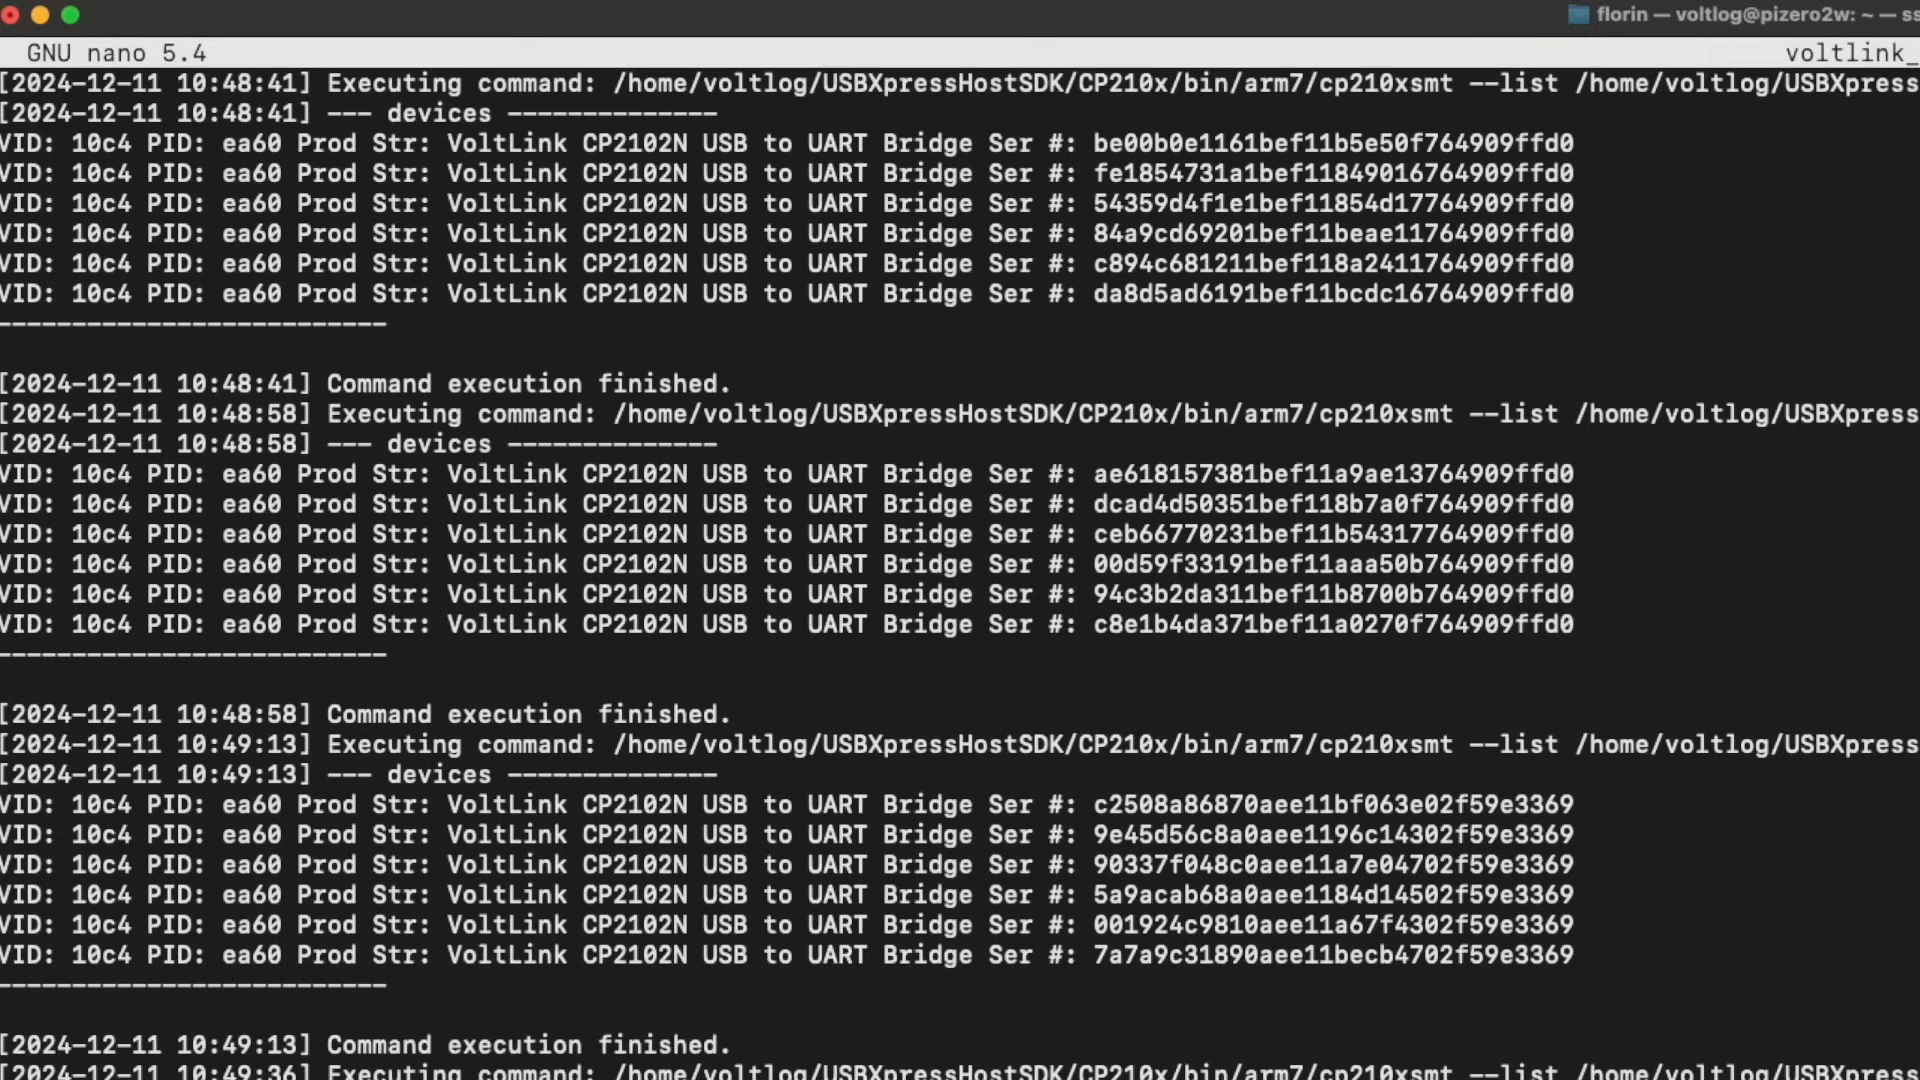 florin — voltlog@pizero2w: ~ — ss
GNU nano 5.4 voltlink_
[2024-12-11 10:48:41] Executing command: /home/voltlog/USBXpressHostSDK/CP210x/bin/arm7/cp210xsmt --list /home/voltlog/USBXpress
[2024-12-11 10:48:41] --- devices --------------
VID: 10c4 PID: ea60 Prod Str: VoltLink CP2102N USB to UART Bridge Ser #: be00b0e1161bef11b5e50f764909ffd0
VID: 10c4 PID: ea60 Prod Str: VoltLink CP2102N USB to UART Bridge Ser #: fe1854731a1bef11849016764909ffd0
VID: 10c4 PID: ea60 Prod Str: VoltLink CP2102N USB to UART Bridge Ser #: 54359d4f1e1bef11854d17764909ffd0
VID: 10c4 PID: ea60 Prod Str: VoltLink CP2102N USB to UART Bridge Ser #: 84a9cd69201bef11beae11764909ffd0
VID: 10c4 PID: ea60 Prod Str: VoltLink CP2102N USB to UART Bridge Ser #: c894c681211bef118a2411764909ffd0
VID: 10c4 PID: ea60 Prod Str: VoltLink CP2102N USB to UART Bridge Ser #: da8d5ad6191bef11bcdc16764909ffd0
--------------------------
[2024-12-11 10:48:41] Command execution finished.
[2024-12-11 10:48:58] Executing command: /home/voltlog/USBXpressHostSDK/CP210x/bin/arm7/cp210xsmt --list /home/voltlog/USBXpress
[2024-12-11 10:48:58] --- devices --------------
VID: 10c4 PID: ea60 Prod Str: VoltLink CP2102N USB to UART Bridge Ser #: ae618157381bef11a9ae13764909ffd0
VID: 10c4 PID: ea60 Prod Str: VoltLink CP2102N USB to UART Bridge Ser #: dcad4d50351bef118b7a0f764909ffd0
VID: 10c4 PID: ea60 Prod Str: VoltLink CP2102N USB to UART Bridge Ser #: ceb66770231bef11b54317764909ffd0
VID: 10c4 PID: ea60 Prod Str: VoltLink CP2102N USB to UART Bridge Ser #: 00d59f33191bef11aaa50b764909ffd0
VID: 10c4 PID: ea60 Prod Str: VoltLink CP2102N USB to UART Bridge Ser #: 94c3b2da311bef11b8700b764909ffd0
VID: 10c4 PID: ea60 Prod Str: VoltLink CP2102N USB to UART Bridge Ser #: c8e1b4da371bef11a0270f764909ffd0
--------------------------
[2024-12-11 10:48:58] Command execution finished.
[2024-12-11 10:49:13] Executing command: /home/voltlog/USBXpressHostSDK/CP210x/bin/arm7/cp210xsmt --list /home/voltlog/USBXpress
[2024-12-11 10:49:13] --- devices --------------
VID: 10c4 PID: ea60 Prod Str: VoltLink CP2102N USB to UART Bridge Ser #: c2508a86870aee11bf063e02f59e3369
VID: 10c4 PID: ea60 Prod Str: VoltLink CP2102N USB to UART Bridge Ser #: 9e45d56c8a0aee1196c14302f59e3369
VID: 10c4 PID: ea60 Prod Str: VoltLink CP2102N USB to UART Bridge Ser #: 90337f048c0aee11a7e04702f59e3369
VID: 10c4 PID: ea60 Prod Str: VoltLink CP2102N USB to UART Bridge Ser #: 5a9acab68a0aee1184d14502f59e3369
VID: 10c4 PID: ea60 Prod Str: VoltLink CP2102N USB to UART Bridge Ser #: 001924c9810aee11a67f4302f59e3369
VID: 10c4 PID: ea60 Prod Str: VoltLink CP2102N USB to UART Bridge Ser #: 7a7a9c31890aee11becb4702f59e3369
--------------------------
[2024-12-11 10:49:13] Command execution finished.
[2024-12-11 10:49:36] Executing command: /home/voltlog/USBXpressHostSDK/CP210x/bin/arm7/cp210xsmt --list /home/voltlog/USBXpress